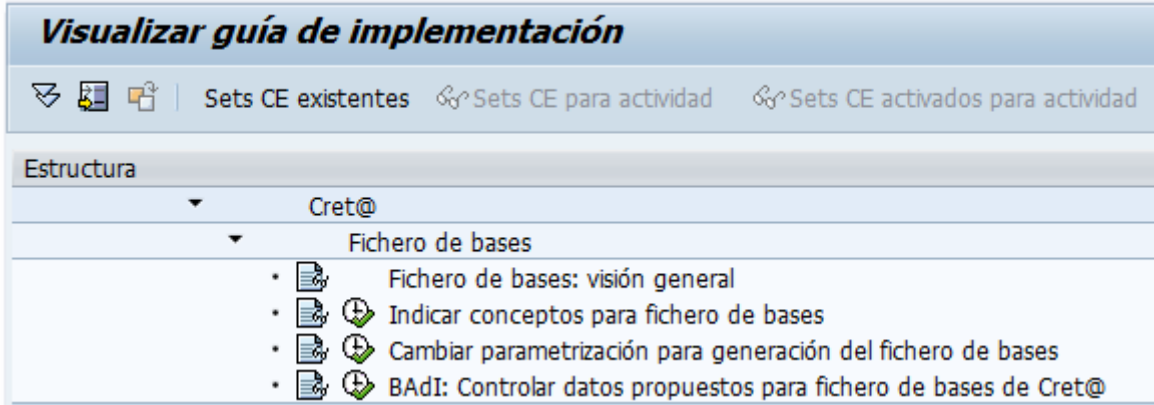 Visualizar guía de implementación
Sets CE existentes Sets CE para actividad Sets CE activados para actividad
Estructura
Cret@
Fichero de bases
Fichero de bases: visión general
Indicar conceptos para fichero de bases
Cambiar parametrización para generación del fichero de bases
BAdI: Controlar datos propuestos para fichero de bases de Cret@